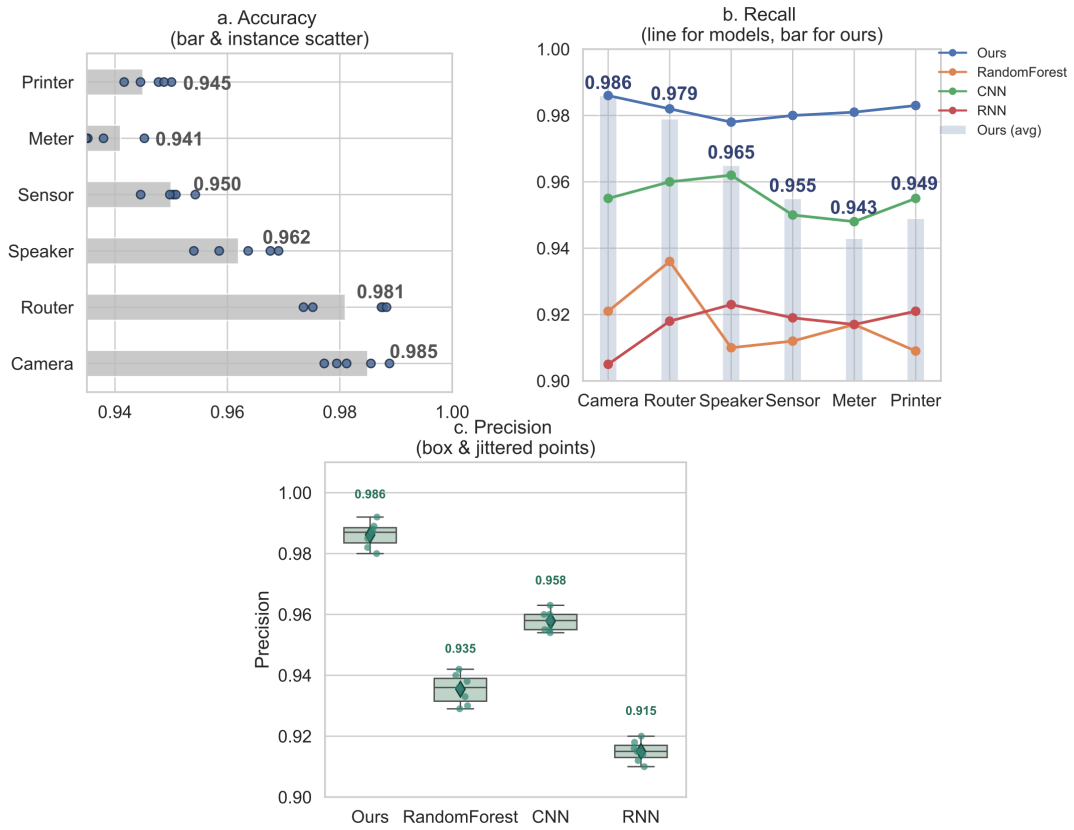 a. Accuracy
(bar & instance scatter)
Printer
0.945
Meter
0.941
Sensor
0.950
Speaker
0.962
Router
0.981
Camera
0.985
0.94 0.96 0.98 1.00
b. Recall
(line for models, bar for ours)
1.00
0.98
0.96
0.94
0.92
0.90
0.986
0.979
0.965
0.955
0.943
0.949
Camera Router Speaker Sensor Meter Printer
Ours
RandomForest
CNN
RNN
Ours (avg)
c. Precision
(box & jittered points)
Precision
1.00
0.98
0.96
0.94
0.92
0.90
0.986
0.935
0.958
0.915
Ours RandomForest CNN RNN